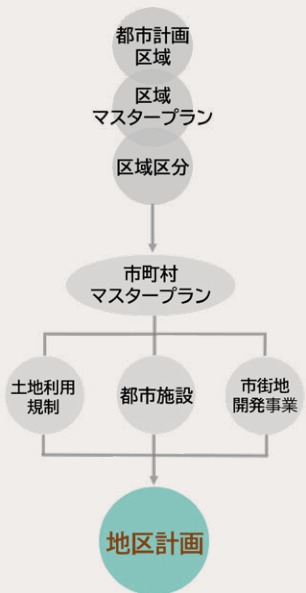 都市計画
区域
区域
マスタープラン
区域区分
市町村
マスタープラン
土地利用
規制
都市施設
市街地
開発事業
地区計画